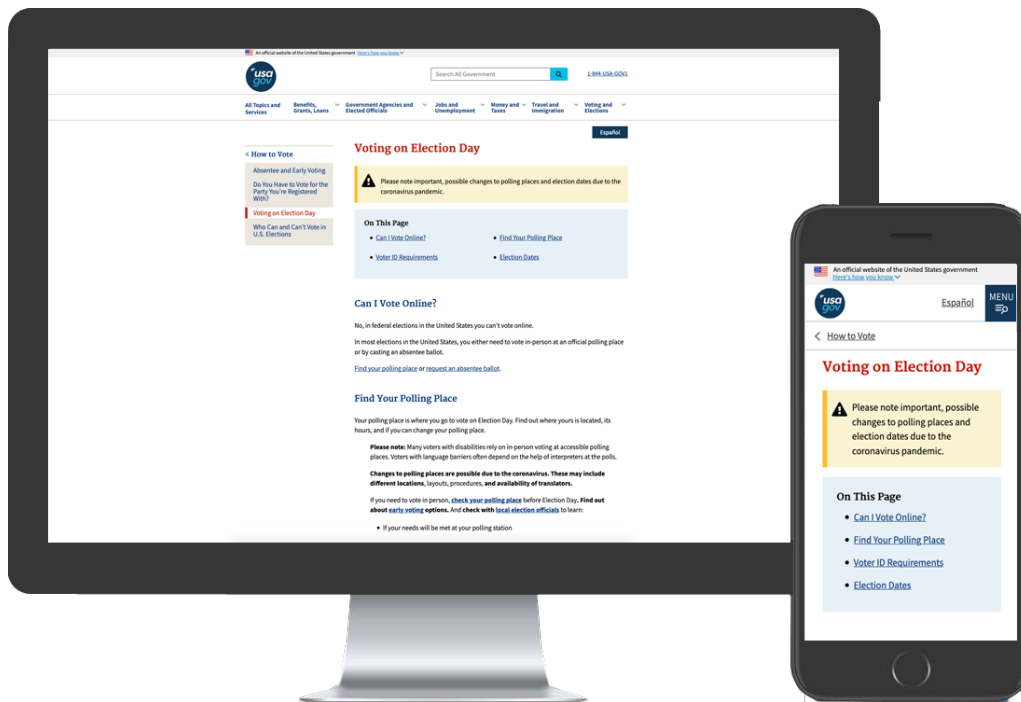 An official website of the United States government Here's how you know
usa
gov
Search All Government
1-844-USA-GOV1
All Topics and
Services
Benefits,
Grants, Loans
Government Agencies and
Elected Officials
Jobs and
Unemployment
Money and
Taxes
Travel and
Immigration
Voting and
Elections
Español
< How to Vote
Absentee and Early Voting
Do You Have to Vote for the
Party You're Registered
With?
Voting on Election Day
Who Can and Can't Vote in
U.S. Elections
Voting on Election Day
Please note important, possible changes to polling places and election dates due to the
coronavirus pandemic.
On This Page
• Can I Vote Online?
• Find Your Polling Place
• Voter ID Requirements
• Election Dates
Can I Vote Online?
No, in federal elections in the United States you can't vote online.
In most elections in the United States, you either need to vote in-person at an official polling place
or by casting an absentee ballot.
Find your polling place or request an absentee ballot.
Find Your Polling Place
Your polling place is where you go to vote on Election Day. Find out where yours is located, its
hours, and if you can change your polling place.
Please note: Many voters with disabilities rely on in-person voting at accessible polling
places. Voters with language barriers often depend on the help of interpreters at the polls.
Changes to polling places are possible due to the coronavirus. These may include
different locations, layouts, procedures, and availability of translators.
If you need to vote in person, check your polling place before Election Day. Find out
about early voting options. And check with local election officials to learn:
• If your needs will be met at your polling station
An official website of the United States government
Here's how you know
usa
gov
Español
MENU
< How to Vote
Voting on Election Day
Please note important, possible
changes to polling places and
election dates due to the
coronavirus pandemic.
On This Page
• Can I Vote Online?
• Find Your Polling Place
• Voter ID Requirements
• Election Dates